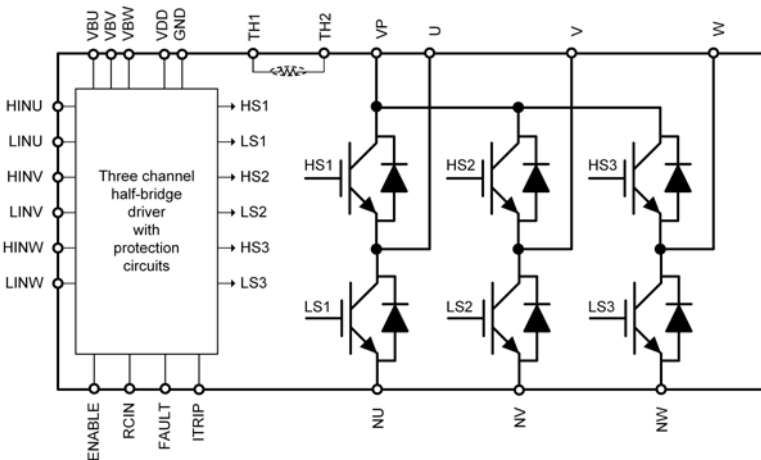 VBU
VBV
VBW
VDD
GND
TH1
TH2
VP
U
V
W
HINU
LINU
HINV
LINV
HINW
LINW
Three channel
half-bridge
driver
with
protection
circuits
HS1
LS1
HS2
LS2
HS3
LS3
HS1
HS2
HS3
LS1
LS2
LS3
ENABLE
RCIN
FAULT
ITRIP
NU
NV
NW